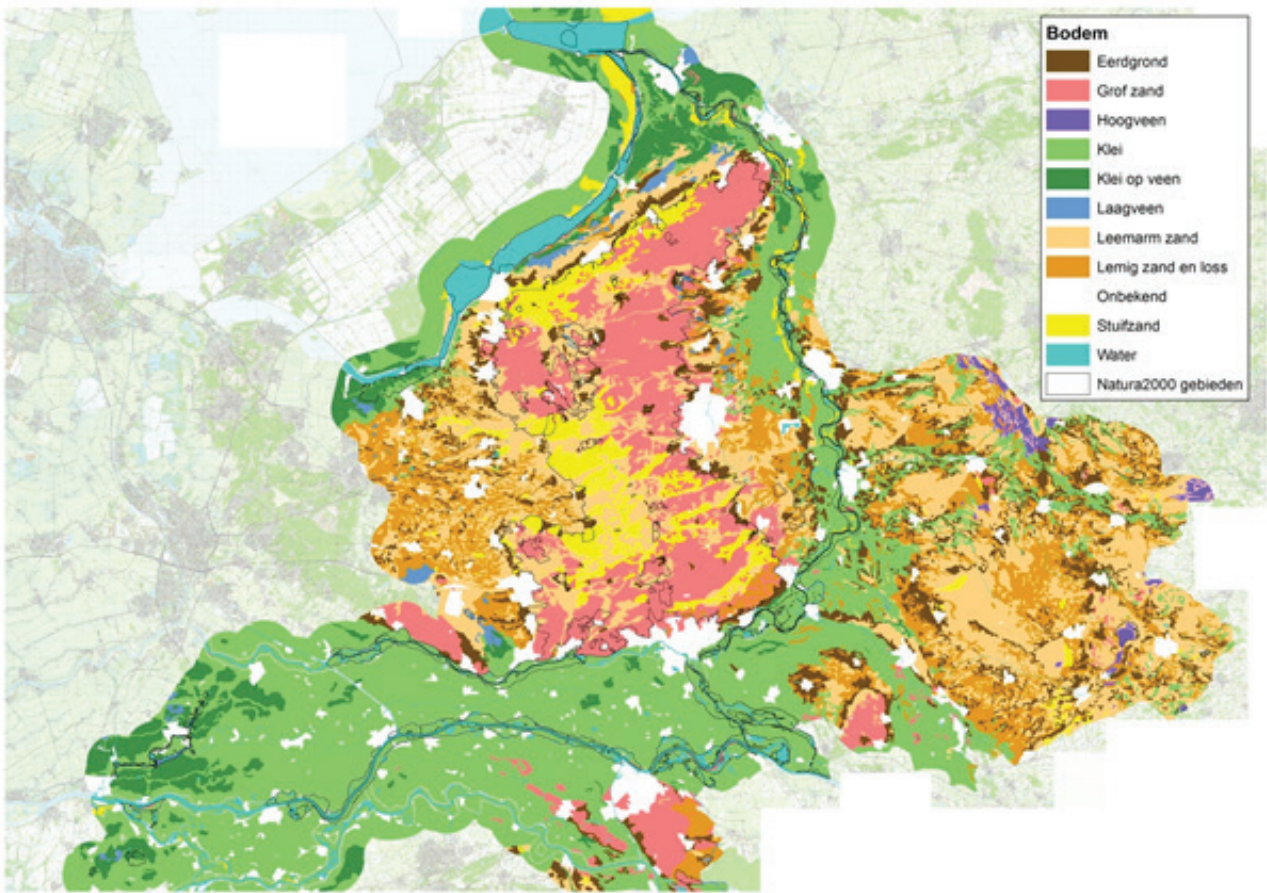 Bodem
Eerdgrond
Grof zand
Hoogveen
Klei
Klei op veen
Laagveen
Leemarm zand
Lemig zand en loss
Onbekend
Stuifzand
Water
Natura2000 gebieden